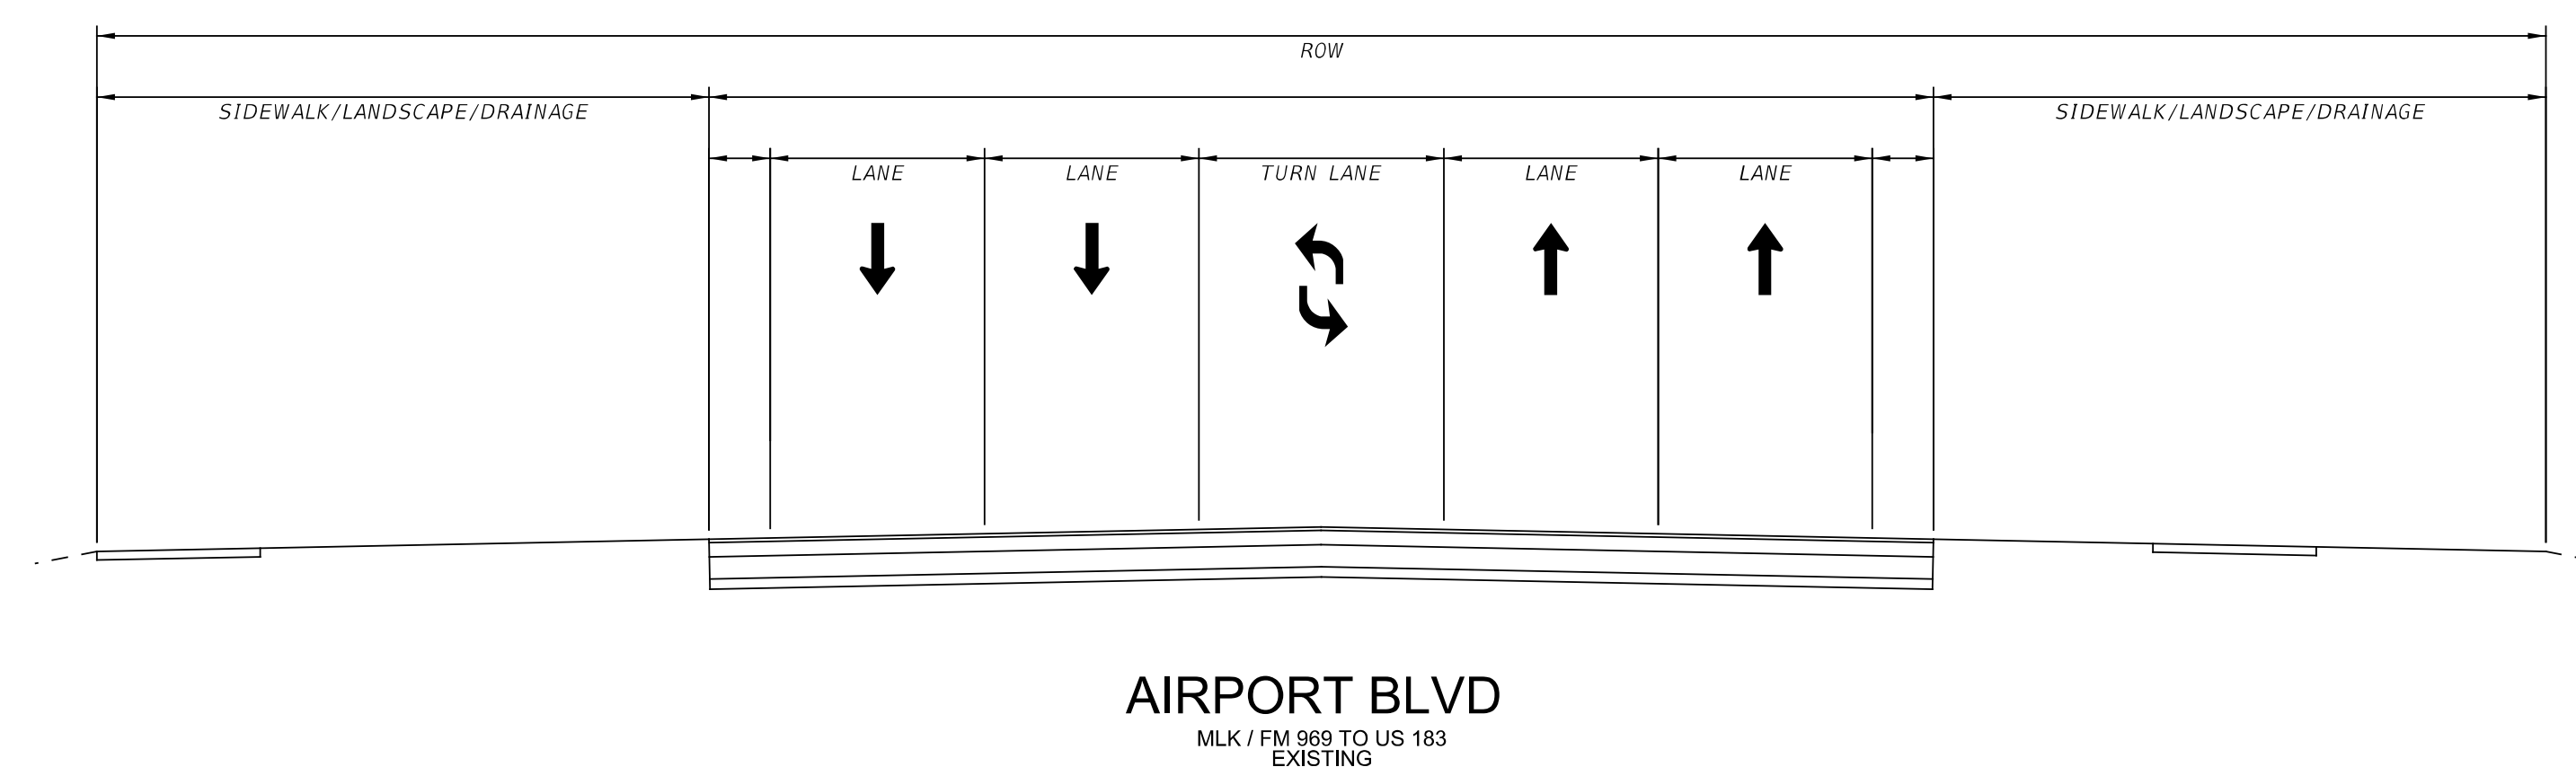 ROW
SIDEWALK/LANDSCAPE/DRAINAGE
SIDEWALK/LANDSCAPE/DRAINAGE
LANE
LANE
TURN LANE
LANE
LANE
AIRPORT BLVD
MLK / FM 969 TO US 183
EXISTING